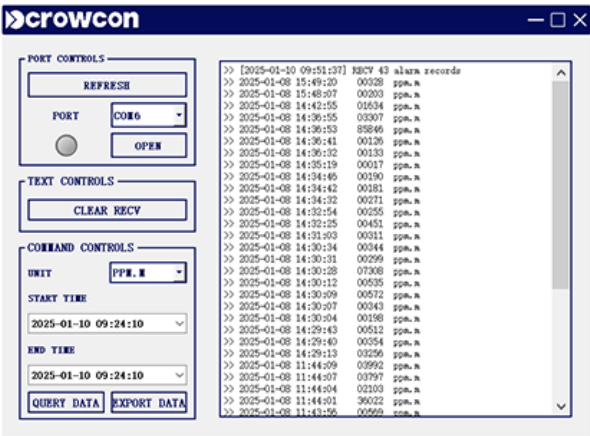 crowcon
PORT CONTROLS
REFRESH
PORT
COM6
OPEN
TEXT CONTROLS
CLEAR RECV
COMMAND CONTROLS
UNIT
PPM.M
START TIME
2025-01-10 09:24:10
END TIME
2025-01-10 09:24:10
QUERY DATA
EXPORT DATA
>> [2025-01-10 09:51:37] RECV 43 alarm records
>> 2025-01-08 15:49:20 00328 ppm.m
>> 2025-01-08 15:48:07 00203 ppm.m
>> 2025-01-08 14:42:55 01634 ppm.m
>> 2025-01-08 14:36:55 03307 ppm.m
>> 2025-01-08 14:36:53 85846 ppm.m
>> 2025-01-08 14:36:41 00126 ppm.m
>> 2025-01-08 14:36:32 00133 ppm.m
>> 2025-01-08 14:35:19 00017 ppm.m
>> 2025-01-08 14:34:46 00190 ppm.m
>> 2025-01-08 14:34:42 00181 ppm.m
>> 2025-01-08 14:34:32 00271 ppm.m
>> 2025-01-08 14:32:54 00255 ppm.m
>> 2025-01-08 14:32:25 00451 ppm.m
>> 2025-01-08 14:31:03 00311 ppm.m
>> 2025-01-08 14:30:34 00344 ppm.m
>> 2025-01-08 14:30:31 00299 ppm.m
>> 2025-01-08 14:30:28 07308 ppm.m
>> 2025-01-08 14:30:12 00535 ppm.m
>> 2025-01-08 14:30:09 00572 ppm.m
>> 2025-01-08 14:30:07 00343 ppm.m
>> 2025-01-08 14:30:04 00198 ppm.m
>> 2025-01-08 14:29:43 00512 ppm.m
>> 2025-01-08 14:29:40 00354 ppm.m
>> 2025-01-08 14:29:13 03256 ppm.m
>> 2025-01-08 11:44:09 03992 ppm.m
>> 2025-01-08 11:44:07 03797 ppm.m
>> 2025-01-08 11:44:04 02103 ppm.m
>> 2025-01-08 11:44:01 36022 ppm.m
>> 2025-01-08 11:43:56 00569 ppm.m